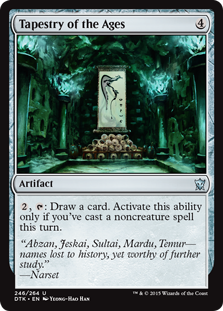 Tapestry of the Ages 4
Artifact
2, T: Draw a card. Activate this ability
only if you've cast a noncreature spell
this turn.
“Abzan, Jeskai, Sultai, Mardu, Temur—
names lost to history, yet worthy of further
study.”
—Narset
246/264 U
DTK • EN Yeong-Hao Han
™ & © 2015 Wizards of the Coast